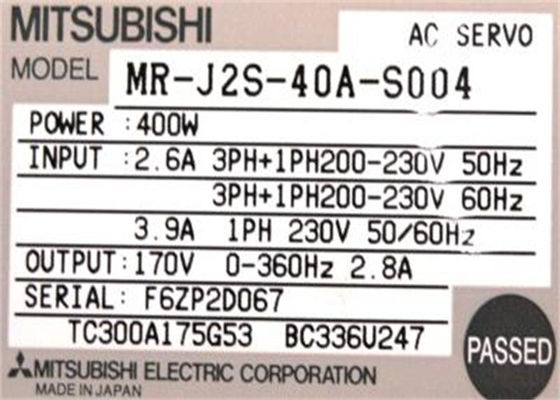 MITSUBISHI
AC SERVO
MODEL MR-J2S-40A-S004
POWER :400W
INPUT :2.6A 3PH+1PH200-230V 50Hz
3PH+1PH200-230V 60Hz
3.9A 1PH 230V 50/60Hz
OUTPUT:170V 0-360Hz 2.8A
SERIAL: F6ZP2D067
TC300A175G53 BC336U247
PASSED
MITSUBISHI ELECTRIC CORPORATION
MADE IN JAPAN